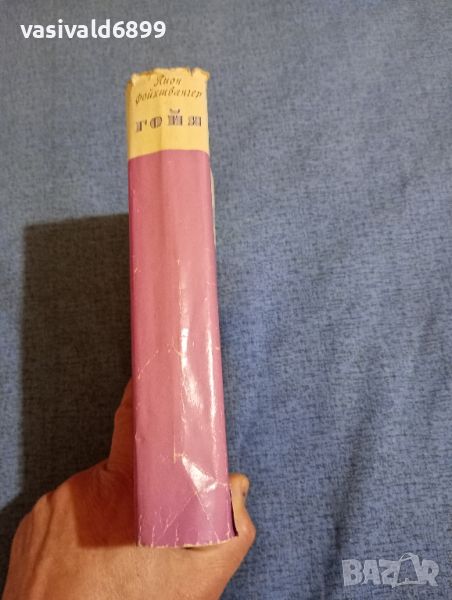 vasivald6899
Лион
Фойхтвангер
ГОЙЯ
BAZAR